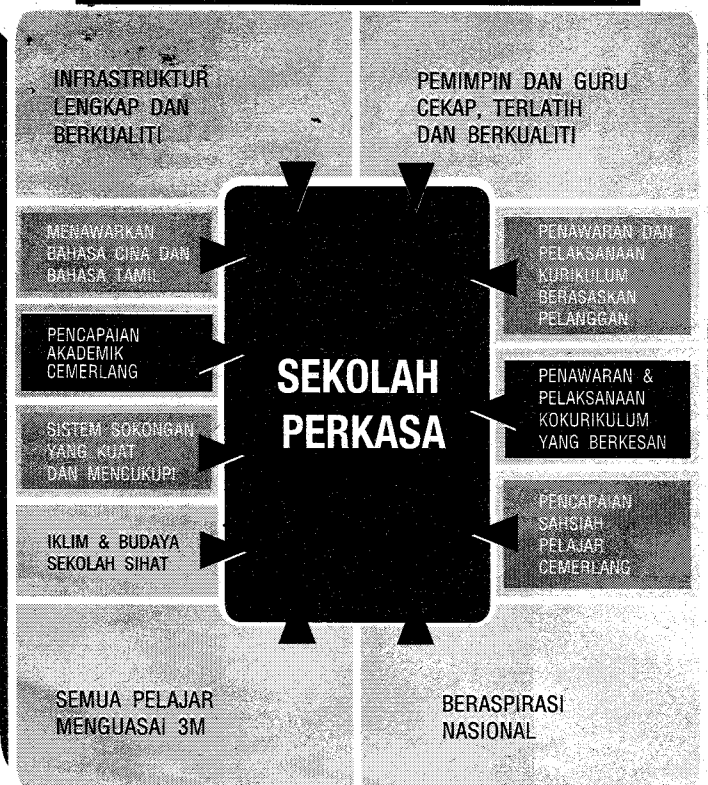 INFRASTRUKTUR
LENGKAP DAN
BERKUALITI
PEMIMPIN DAN GURU
CEKAP, TERLATIH
DAN BERKUALITI
MENAWARKAN
BAHASA CINA DAN
BAHASA TAMIL
PENCAPAIAN
AKADEMIK
CEMERLANG
SISTEM SOKONGAN
YANG KUAT
DAN MENCUKUPI
IKLIM & BUDAYA
SEKOLAH SIHAT
SEKOLAH
PERKASA
PENAWARAN DAN
PELAKSANAAN
KURIKULUM
BERASASKAN
PELANGGAN
PENAWARAN &
PELAKSANAAN
KOKURIKULUM
YANG BERKESAN
PENCAPAIAN
SAHSIAH
PELAJAR
CEMERLANG
SEMUA PELAJAR
MENGUASAI 3M
BERASPIRASI
NASIONAL